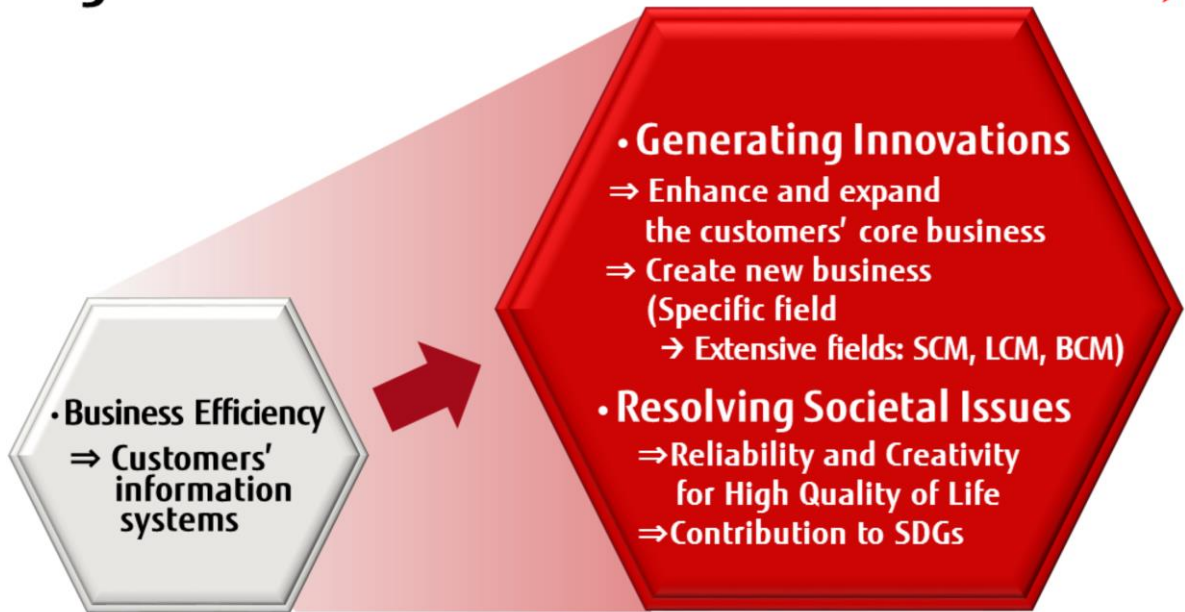 · Business Efficiency
⇒ Customers'
information
systems
· Generating Innovations
⇒ Enhance and expand
the customers' core business
⇒ Create new business
(Specific field
→ Extensive fields: SCM, LCM, BCM)
· Resolving Societal Issues
⇒Reliability and Creativity
for High Quality of Life
⇒Contribution to SDGs